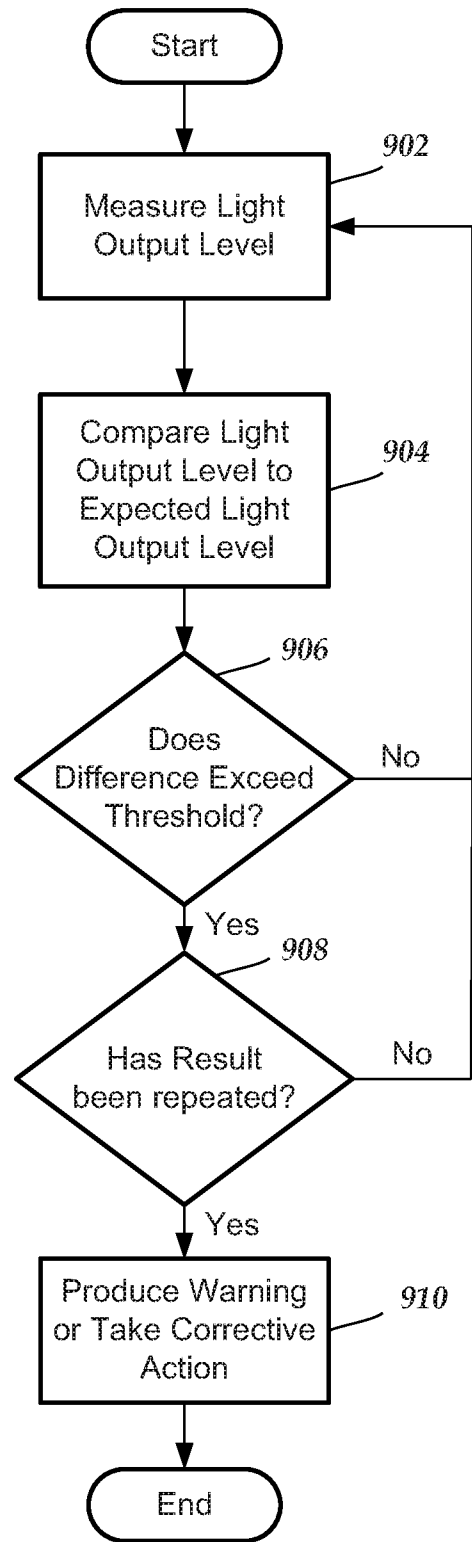 Start
902
Measure Light
Output Level
Compare Light
Output Level to
Expected Light
Output Level
904
906
Does
Difference Exceed
Threshold?
No
Yes
908
Has Result
been repeated?
No
Yes
Produce Warning
or Take Corrective
Action
910
End